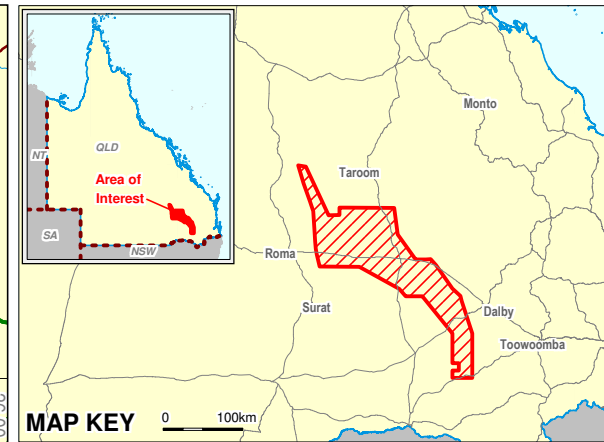 NT
QLD
Area of
Interest
SA
NSW
Monto
Taroom
Roma
Surat
Dalby
Toowoomba
MAP KEY
0 100km